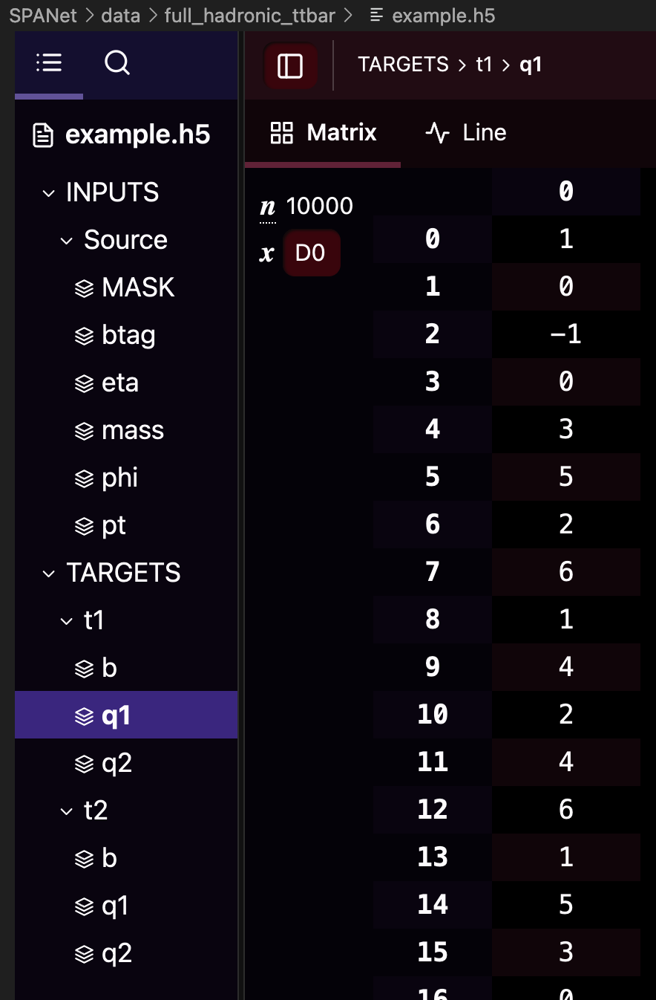 SPANet > data > full_hadronic_ttbar > example.h5
TARGETS > t1 > q1
example.h5
INPUTS
Source
MASK
btag
eta
mass
phi
pt
TARGETS
t1
b
q1
q2
t2
b
q1
q2
Matrix Line
n 10000
x D0
0
0 1
1 0
2 −1
3 0
4 3
5 5
6 2
7 6
8 1
9 4
10 2
11 4
12 6
13 1
14 5
15 3
16 0